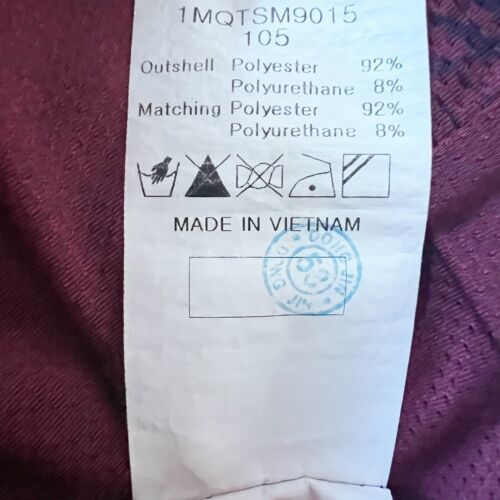 1MQTSM9015
105
Outshell Polyester 92%
Polyurethane 8%
Matching Polyester 92%
Polyurethane 8%
MADE IN VIETNAM
DONG JIN
DONG JIN